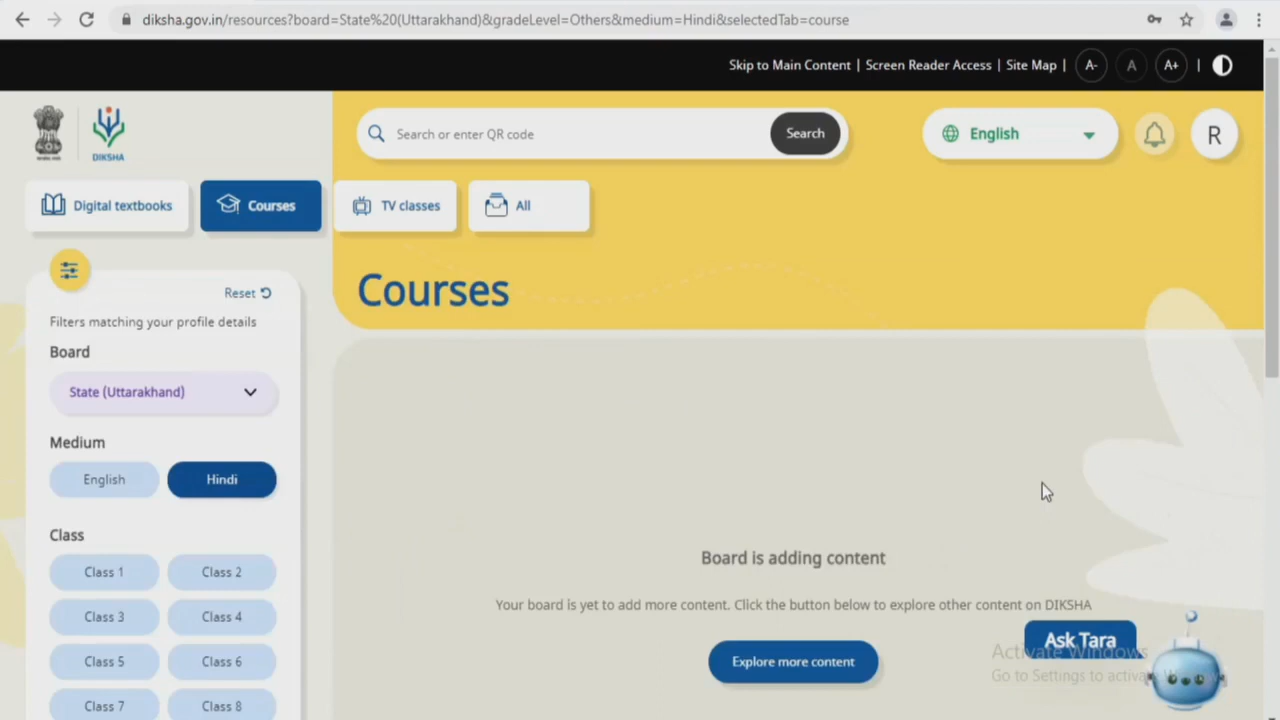 diksha.gov.in/resources?board=State%20(Uttarakhand)&gradeLevel=Others&medium=Hindi&selectedTab=course
Skip to Main Content | Screen Reader Access | Site Map | A- A A+ |
DIKSHA
Search or enter QR code Search English R
Digital textbooks Courses TV classes All
Courses
Reset
Filters matching your profile details
Board
State (Uttarakhand)
Medium
English Hindi
Class
Class 1 Class 2
Class 3 Class 4
Class 5 Class 6
Class 7 Class 8
Board is adding content
Your board is yet to add more content. Click the button below to explore other content on DIKSHA
Explore more content
Ask Tara
Activate Windows
Go to Settings to activate